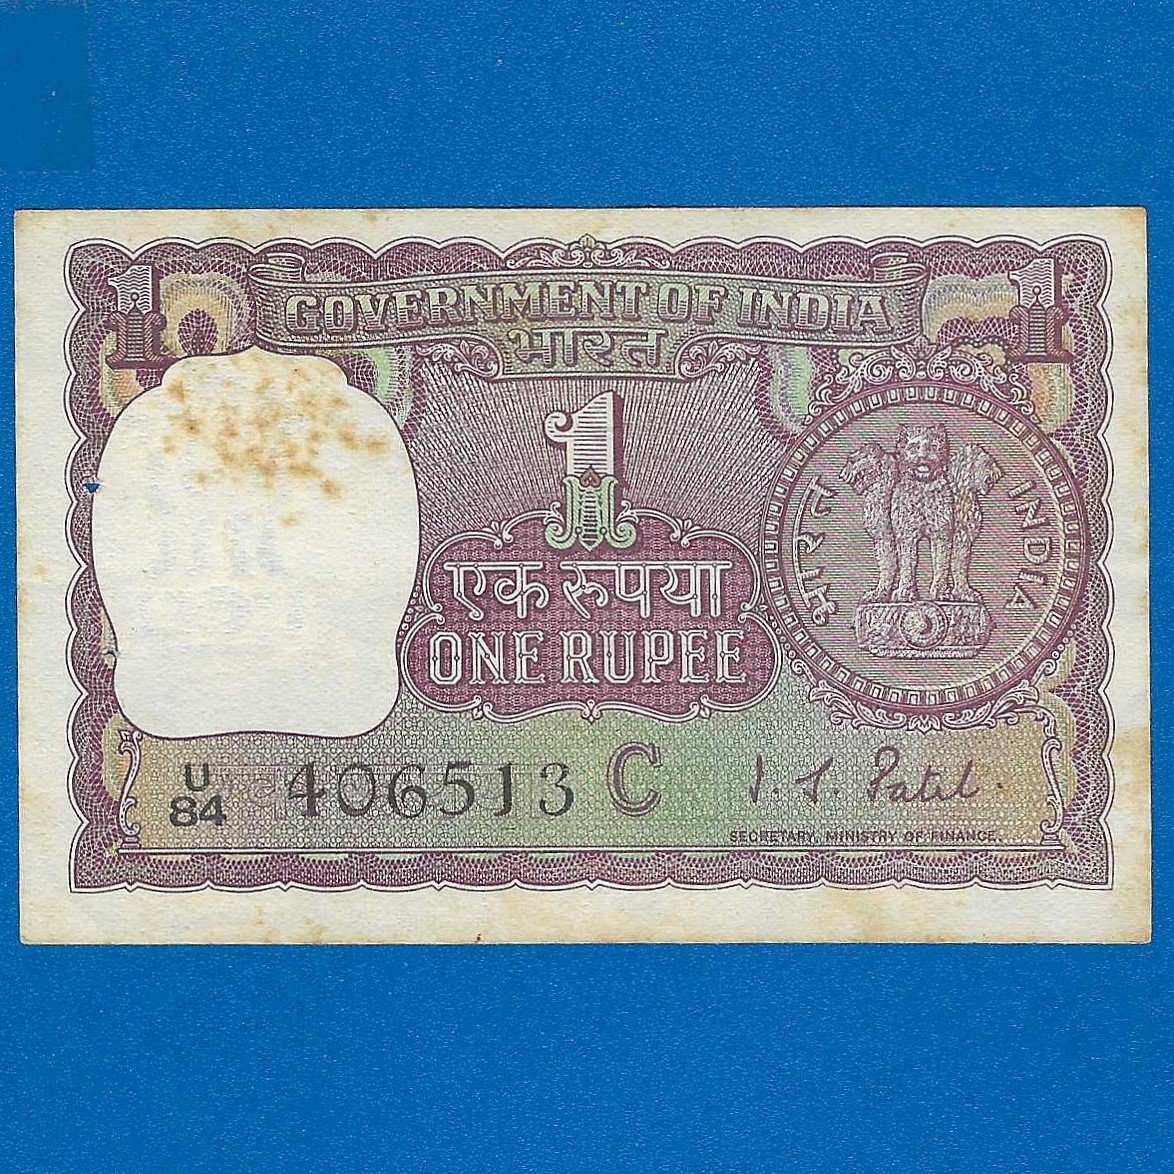 1 GOVERNMENT OF INDIA 1
भारत
1
भारत INDIA
एक रुपया
ONE RUPEE
U
84 406513 C
I. G. Patel.
SECRETARY, MINISTRY OF FINANCE.